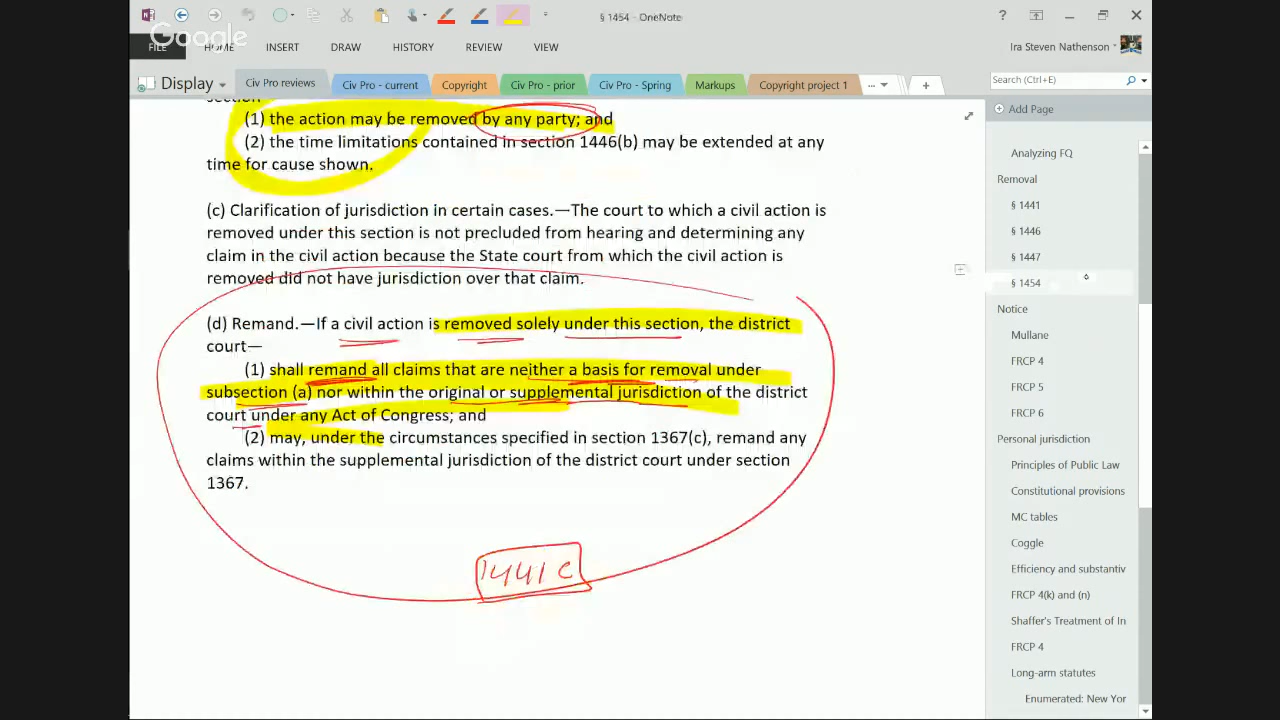 § 1454 - OneNote
Google
FILE HOME INSERT DRAW HISTORY REVIEW VIEW
Ira Steven Nathenson
Display Civ Pro reviews Civ Pro - current Copyright Civ Pro - prior Civ Pro - Spring Markups Copyright project 1
Search (Ctrl+E)
section
(1) the action may be removed by any party; and
(2) the time limitations contained in section 1446(b) may be extended at any
time for cause shown.
(c) Clarification of jurisdiction in certain cases.—The court to which a civil action is
removed under this section is not precluded from hearing and determining any
claim in the civil action because the State court from which the civil action is
removed did not have jurisdiction over that claim.
(d) Remand.—If a civil action is removed solely under this section, the district
court—
(1) shall remand all claims that are neither a basis for removal under
subsection (a) nor within the original or supplemental jurisdiction of the district
court under any Act of Congress; and
(2) may, under the circumstances specified in section 1367(c), remand any
claims within the supplemental jurisdiction of the district court under section
1367.
1441 c
Add Page
Analyzing FQ
Removal
§ 1441
§ 1446
§ 1447
§ 1454
Notice
Mullane
FRCP 4
FRCP 5
FRCP 6
Personal jurisdiction
Principles of Public Law
Constitutional provisions
MC tables
Coggle
Efficiency and substantiv
FRCP 4(k) and (n)
Shaffer's Treatment of In
FRCP 4
Long-arm statutes
Enumerated: New Yor